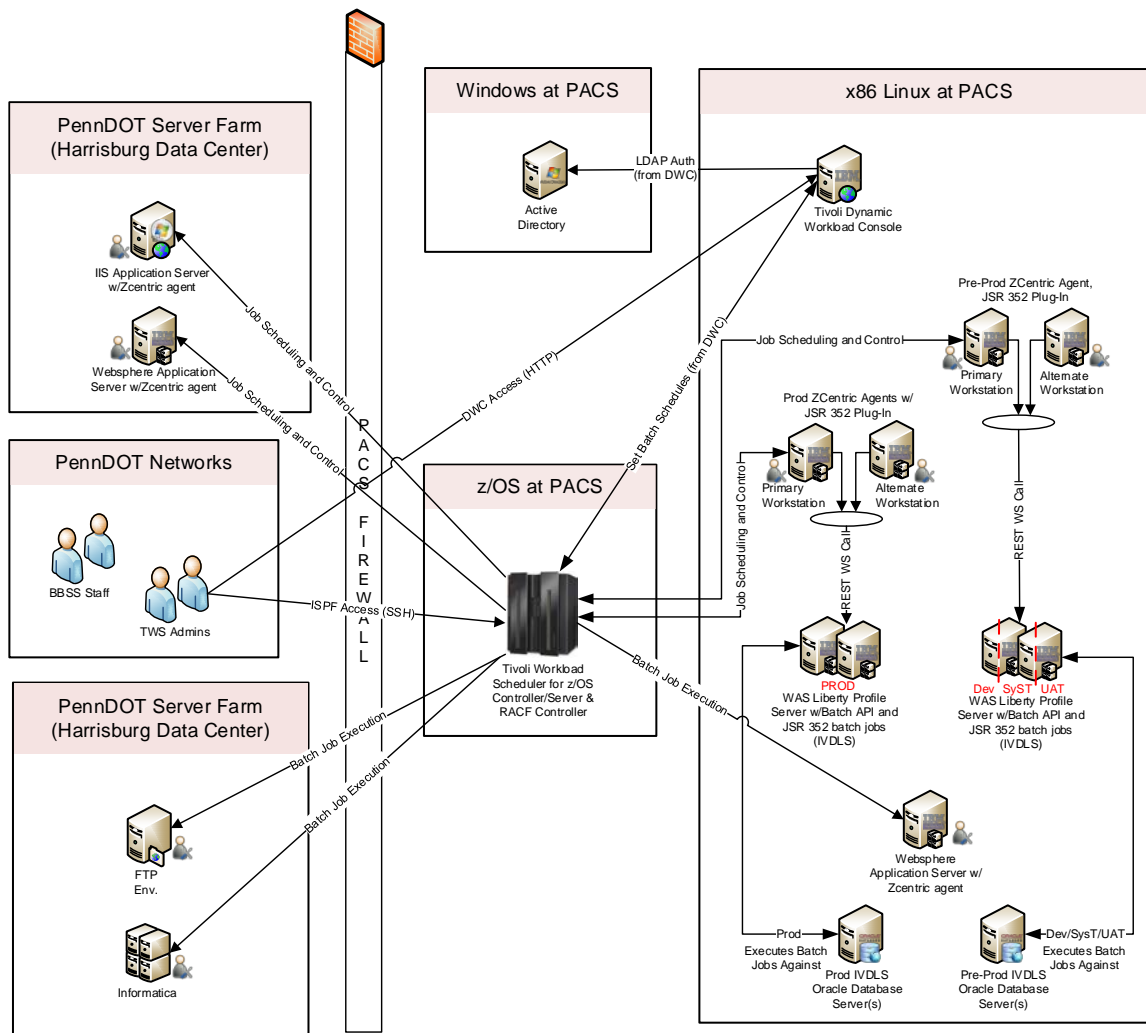 PennDOT Server Farm
(Harrisburg Data Center)
IIS Application Server
w/Zcentric agent
Websphere Application
Server w/Zcentric agent
Job Scheduling and Control
Job Scheduling and Control
PennDOT Networks
BBSS Staff
TWS Admins
DWC Access (HTTP)
ISPF Access (SSH)
PennDOT Server Farm
(Harrisburg Data Center)
FTP
Env.
Informatica
Batch Job Execution
Batch Job Execution
PACS FIREWALL
Windows at PACS
Active
Directory
LDAP Auth
(from DWC)
z/OS at PACS
Tivoli Workload
Scheduler for z/OS
Controller/Server &
RACF Controller
Set Batch Schedules (from DWC)
Batch Job Execution
x86 Linux at PACS
IBM
Tivoli Dynamic
Workload Console
Pre-Prod ZCentric Agent,
JSR 352 Plug-In
Job Scheduling and Control
Primary
Workstation
Alternate
Workstation
Prod ZCentric Agents w/
JSR 352 Plug-In
Job Scheduling and Control
Primary
Workstation
Alternate
Workstation
REST WS Call
REST WS Call
PROD
WAS Liberty Profile
Server w/Batch API and
JSR 352 batch jobs
(IVDLS)
Dev SyST UAT
WAS Liberty Profile
Server w/Batch API and
JSR 352 batch jobs
(IVDLS)
Websphere
Application Server w/
Zcentric agent
Prod
Executes Batch
Jobs Against
Prod IVDLS
Oracle Database
Server(s)
Pre-Prod IVDLS
Oracle Database
Server(s)
Dev/SysT/UAT
Executes Batch
Jobs Against